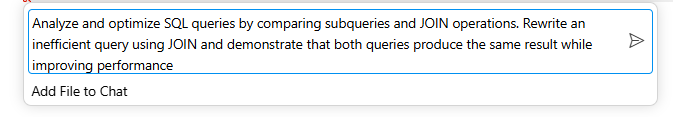 Analyze and optimize SQL queries by comparing subqueries and JOIN operations. Rewrite an
inefficient query using JOIN and demonstrate that both queries produce the same result while
improving performance
Add File to Chat